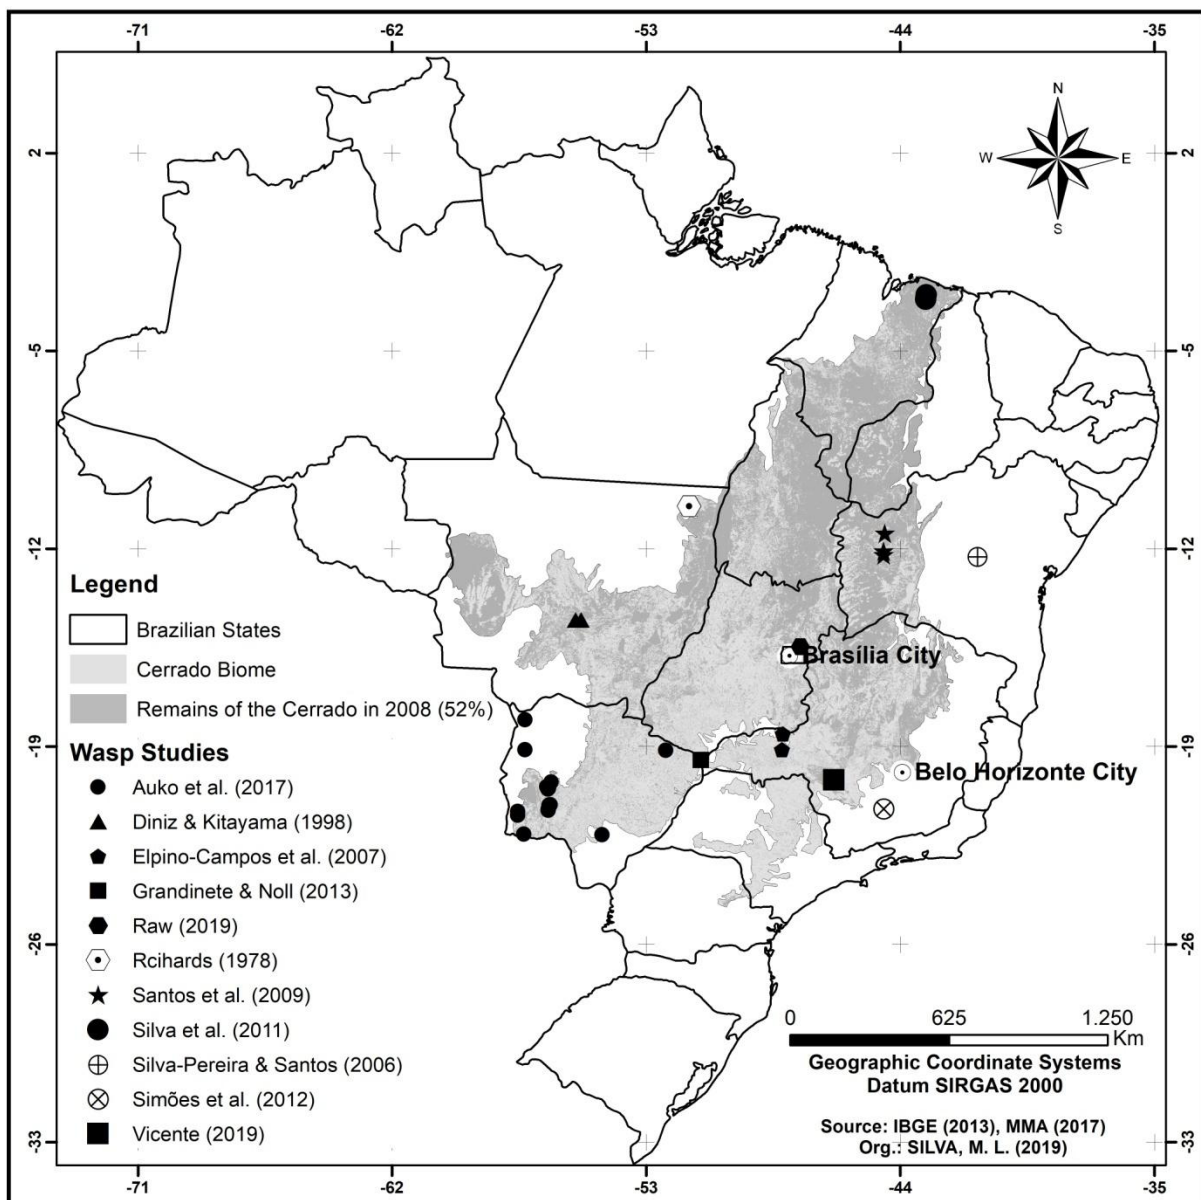 -71 -62 -53 -44 -35
N
W E
S
2 2
-5 -5
-12 -12
Legend
Brazilian States
Cerrado Biome
Remains of the Cerrado in 2008 (52%)
Brasília City
-19 -19
Wasp Studies
Belo Horizonte City
Auko et al. (2017)
Diniz & Kitayama (1998)
Elpino-Campos et al. (2007)
Grandinete & Noll (2013)
Raw (2019)
-26 -26
Rcihards (1978)
Santos et al. (2009)
Silva et al. (2011)
Silva-Pereira & Santos (2006)
Simões et al. (2012)
Vicente (2019)
0 625 1.250
Km
Geographic Coordinate Systems
Datum SIRGAS 2000
Source: IBGE (2013), MMA (2017)
Org.: SILVA, M. L. (2019)
-33 -33
-71 -62 -53 -44 -35